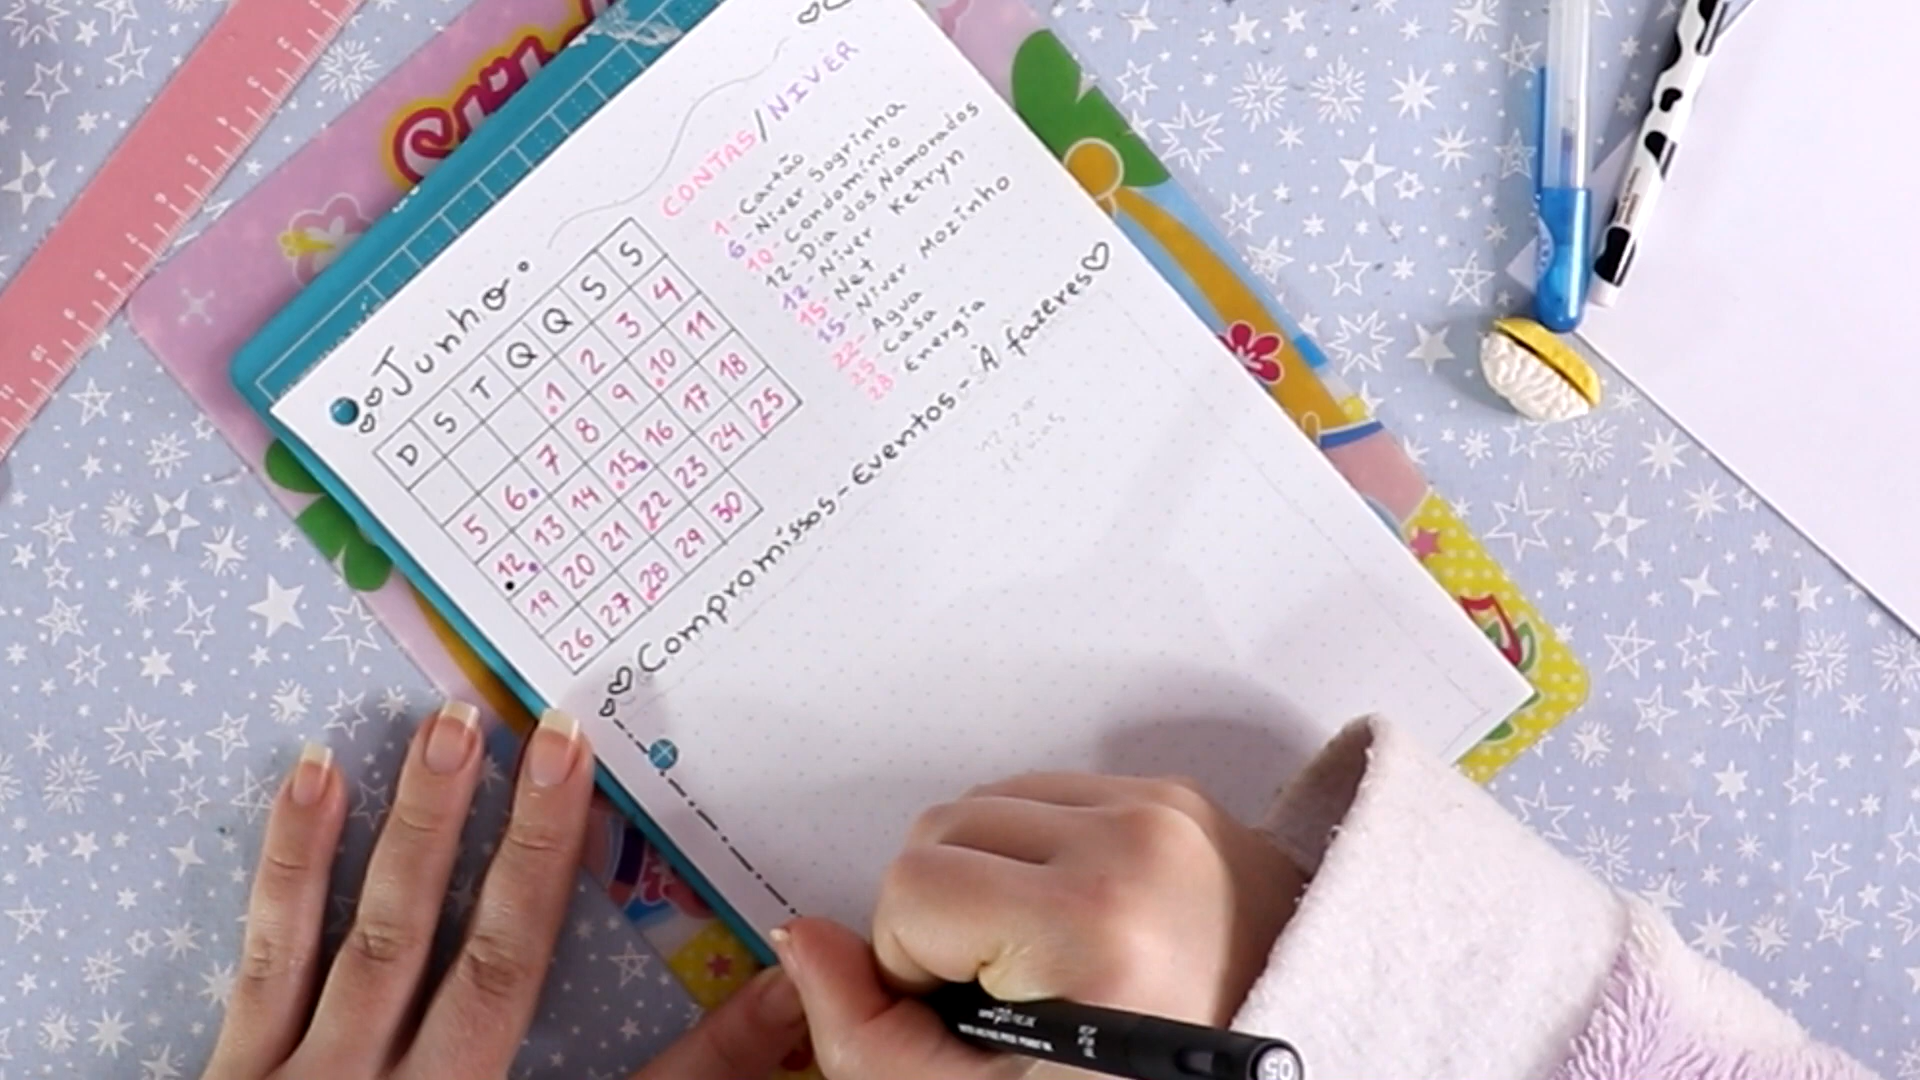 Junho
D S T Q Q S S
1 2 3 4
5 6 7 8 9 10 11
12 13 14 15 16 17 18
19 20 21 22 23 24 25
26 27 28 29 30
CONTAS/NIVER
1- Cartão
6- Niver Sogrinha
10- Condomínio
12- Dia dos Namorados
12- Niver Ketryn
15- Net
15- Niver Mozinho
22- Agua
25- Casa
28 Energia
Compromissos - Eventos - À fazeres
05